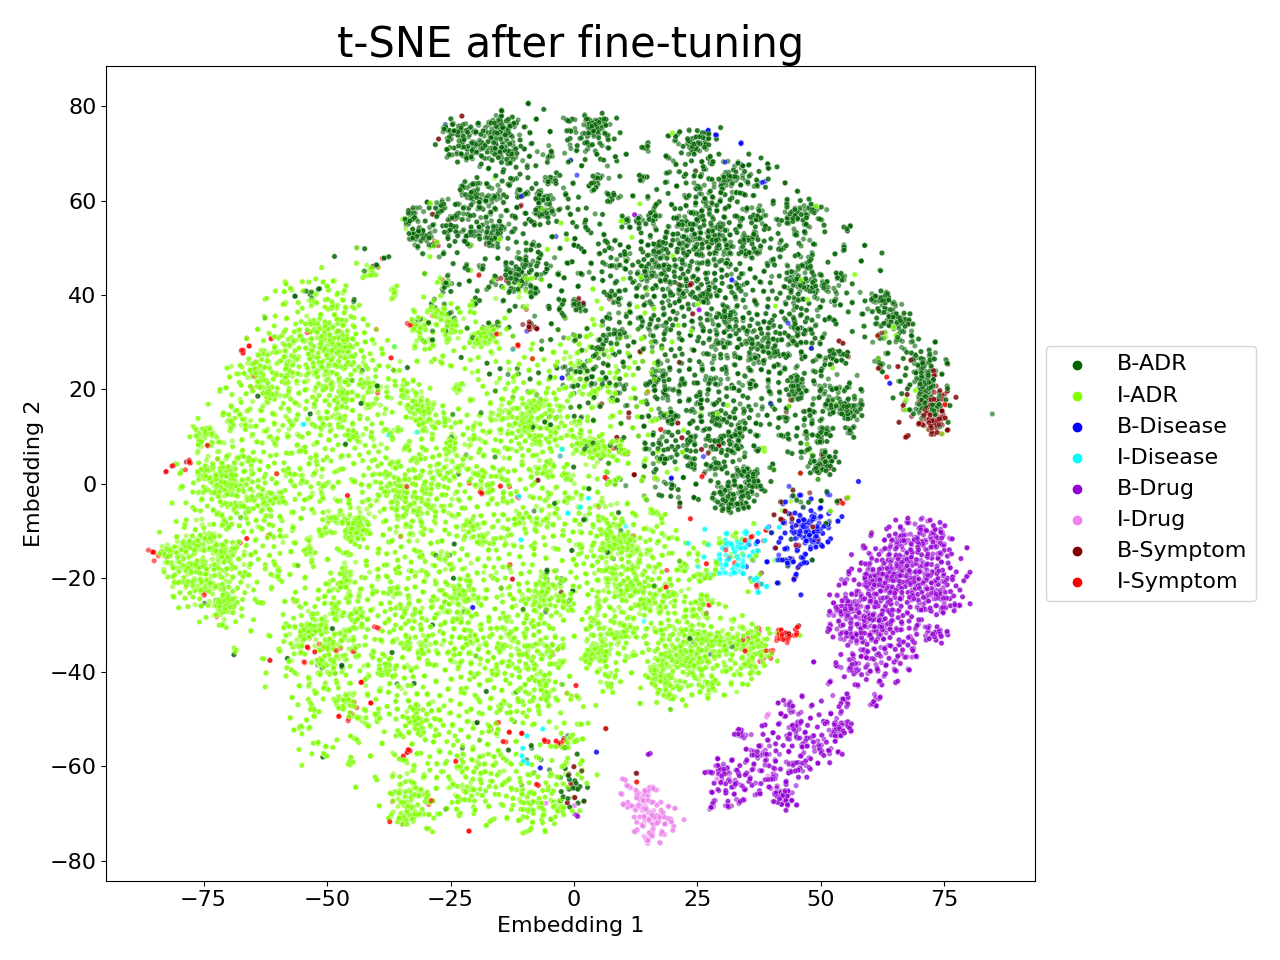 t-SNE after fine-tuning
80
60
40
20
0
−20
−40
−60
−80
Embedding 2
−75
−50
−25
0
25
50
75
Embedding 1
B-ADR
I-ADR
B-Disease
I-Disease
B-Drug
I-Drug
B-Symptom
I-Symptom